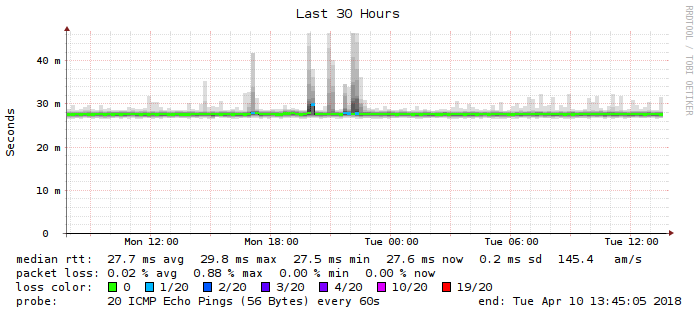 Last 30 Hours
RRDTOOL / TOBI OETIKER
Seconds
40 m
30 m
20 m
10 m
0
Mon 12:00 Mon 18:00 Tue 00:00 Tue 06:00 Tue 12:00
median rtt: 27.7 ms avg 29.8 ms max 27.5 ms min 27.6 ms now 0.2 ms sd 145.4 am/s
packet loss: 0.02 % avg 0.88 % max 0.00 % min 0.00 % now
loss color: 0 1/20 2/20 3/20 4/20 10/20 19/20
probe: 20 ICMP Echo Pings (56 Bytes) every 60s end: Tue Apr 10 13:45:05 2018